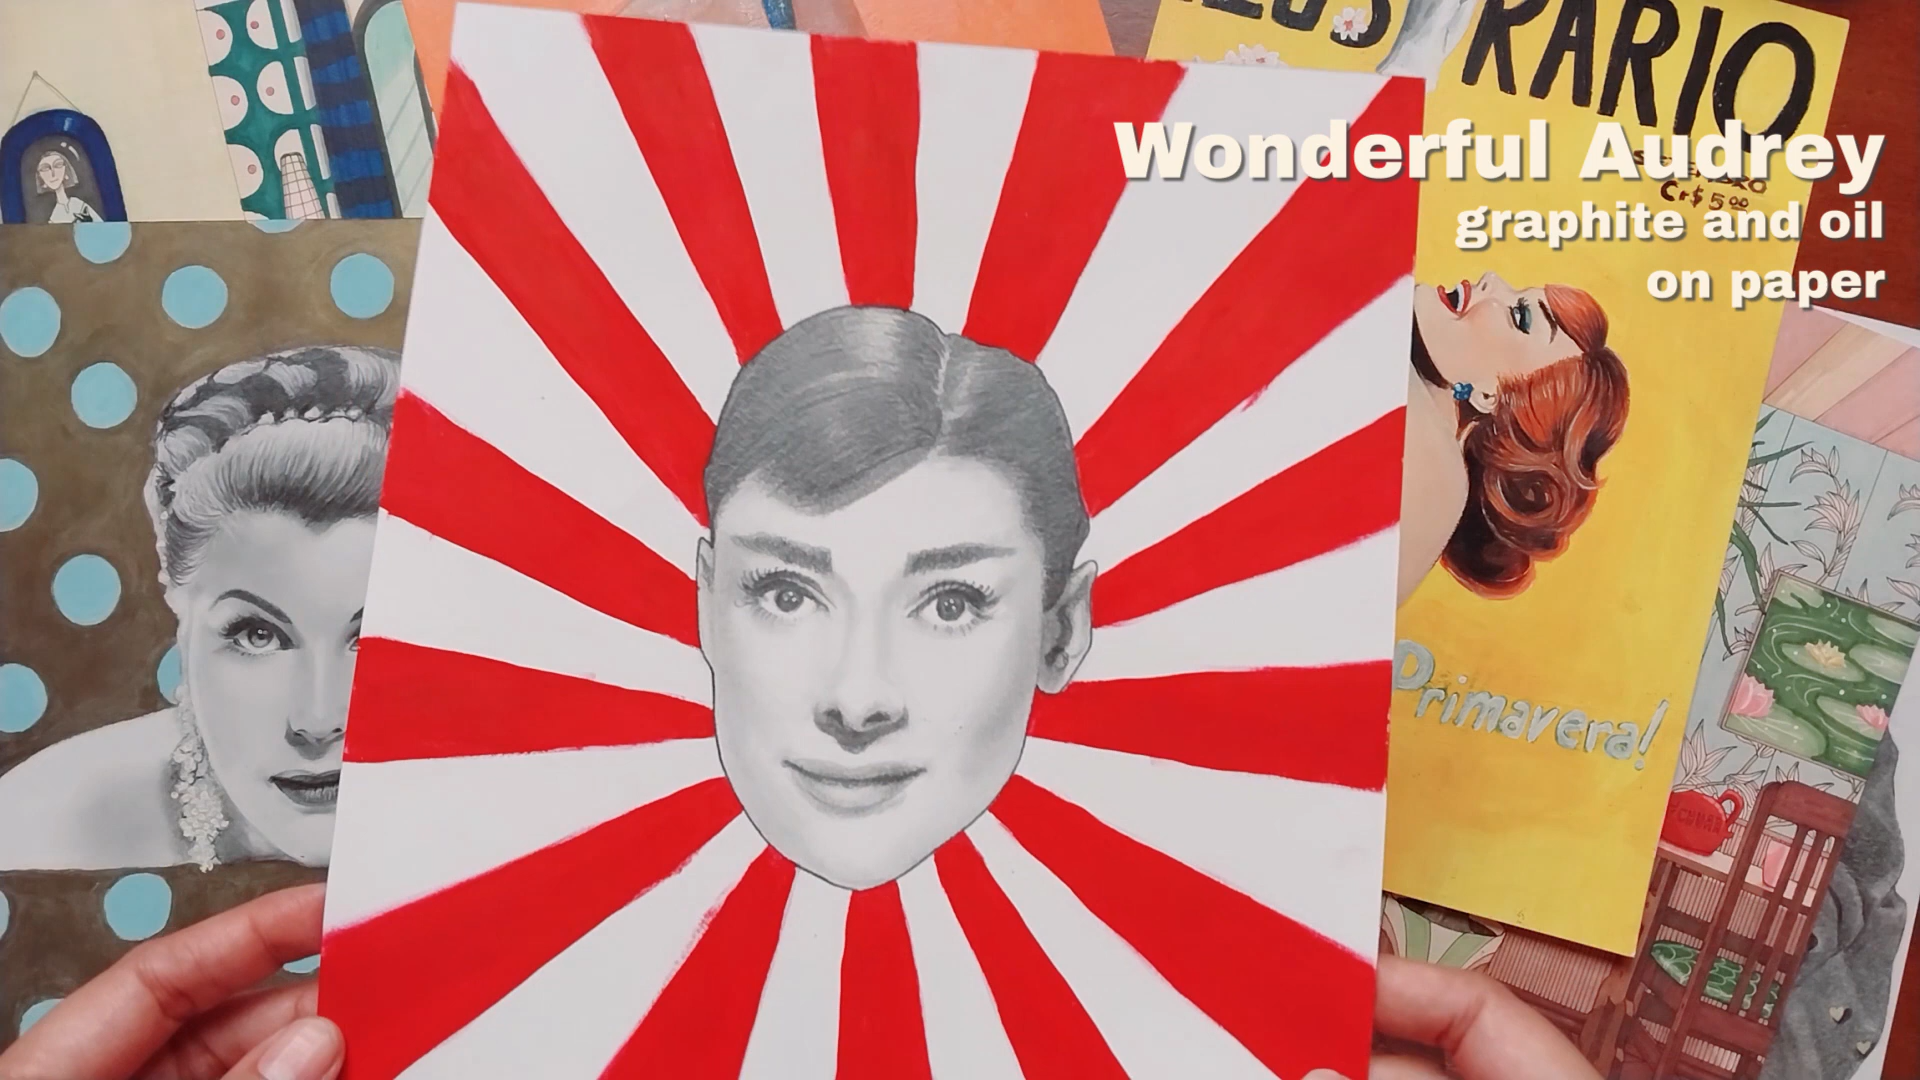 RARIO
Wonderful Audrey
graphite and oil
on paper
Cr$ 5,00
Primavera!